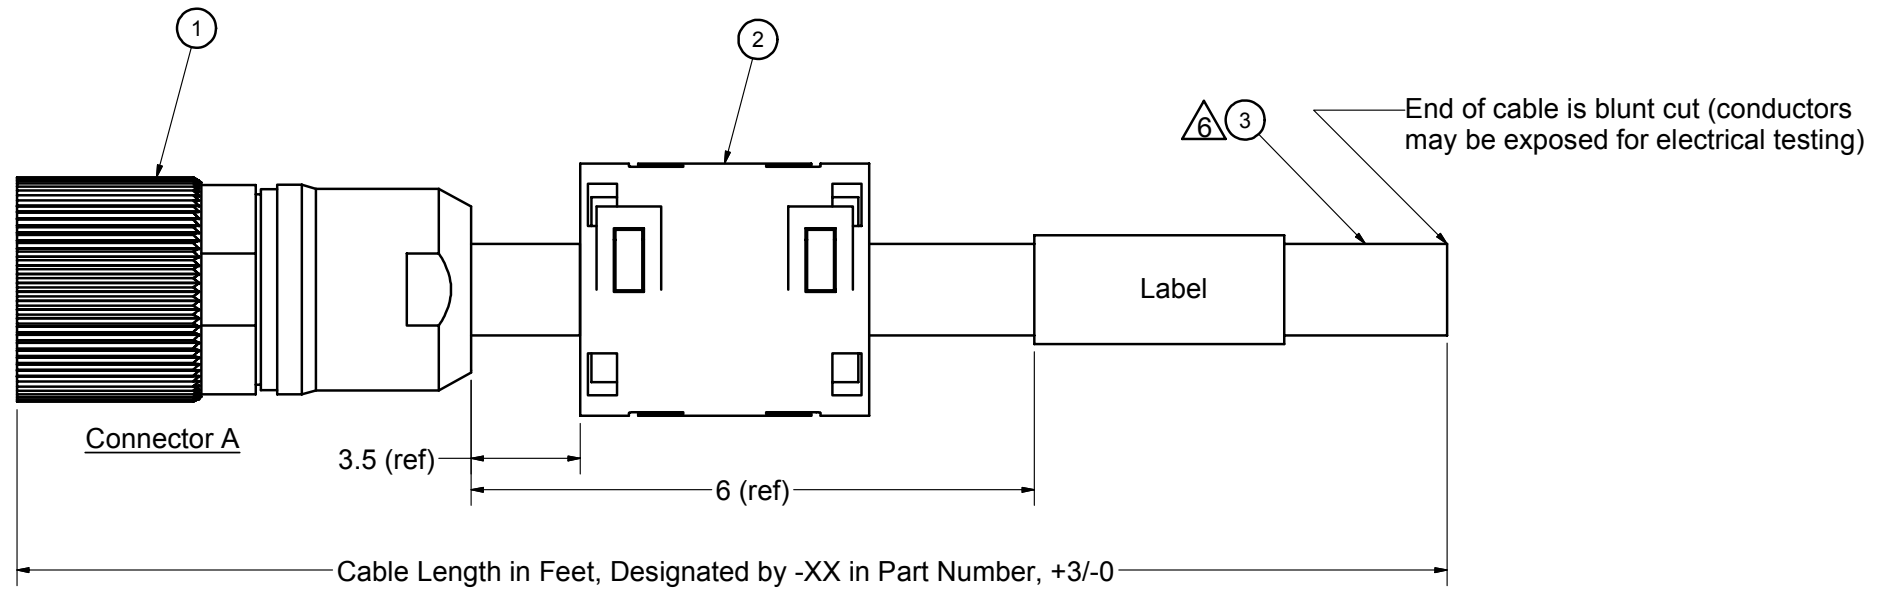 1
2
6 3
End of cable is blunt cut (conductors
may be exposed for electrical testing)
Label
Connector A
3.5 (ref)
6 (ref)
Cable Length in Feet, Designated by -XX in Part Number, +3/-0